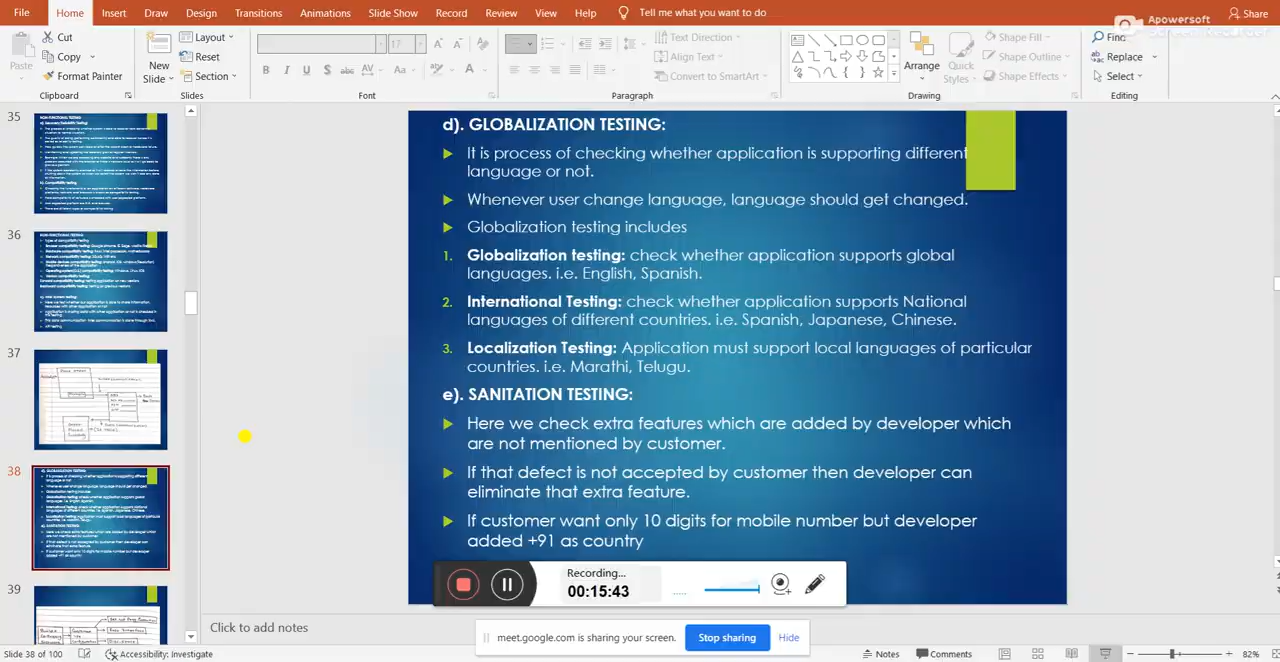 File Home Insert Draw Design Transitions Animations Slide Show Record Review View Help Tell me what you want to do Share
Apowersoft
Screen Recorder
Paste
Cut
Copy
Format Painter
Clipboard
New
Slide
Layout
Reset
Section
Slides
17
Font
Text Direction
Align Text
Convert to SmartArt
Paragraph
Arrange
Quick
Styles
Shape Fill
Shape Outline
Shape Effects
Drawing
Find
Replace
Select
Editing
35
36
37
38
39
d). GLOBALIZATION TESTING:
It is process of checking whether application is supporting different
language or not.
Whenever user change language, language should get changed.
Globalization testing includes
1. Globalization testing: check whether application supports global
languages. i.e. English, Spanish.
2. International Testing: check whether application supports National
languages of different countries. i.e. Spanish, Japanese, Chinese.
3. Localization Testing: Application must support local languages of particular
countries. i.e. Marathi, Telugu.
e). SANITATION TESTING:
Here we check extra features which are added by developer which
are not mentioned by customer.
If this defect is not accepted by customer then developer can
eliminate that extra feature.
If customer want only 10 digits for mobile number but developer
added +91 as country
Recording...
00:15:43
Click to add notes
meet.google.com is sharing your screen. Stop sharing Hide
Slide 38 of 100 Accessibility: Investigate Notes Comments 82%